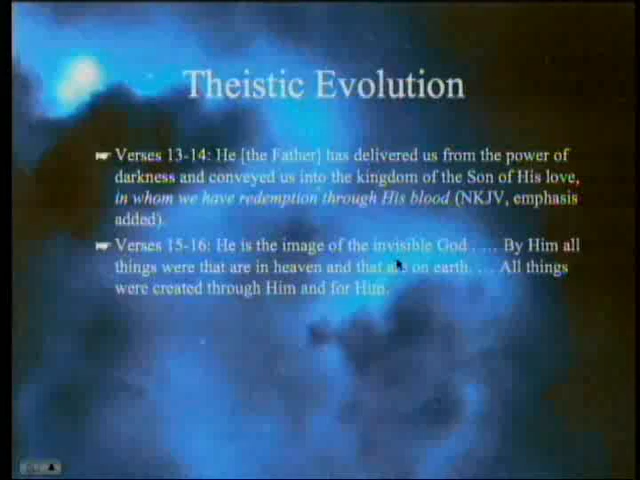 Theistic Evolution
Verses 13-14: He [the Father] has delivered us from the power of
darkness and conveyed us into the kingdom of the Son of His love,
in whom we have redemption through His blood (NKJV, emphasis
added).
Verses 15-16: He is the image of the invisible God . . . . By Him all
things were that are in heaven and that are on earth. . . . All things
were created through Him and for Him.